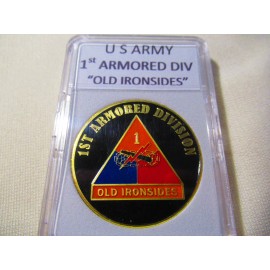 U S ARMY
1st ARMORED DIV
"OLD IRONSIDES"
1ST ARMORED DIVISION
1
OLD IRONSIDES